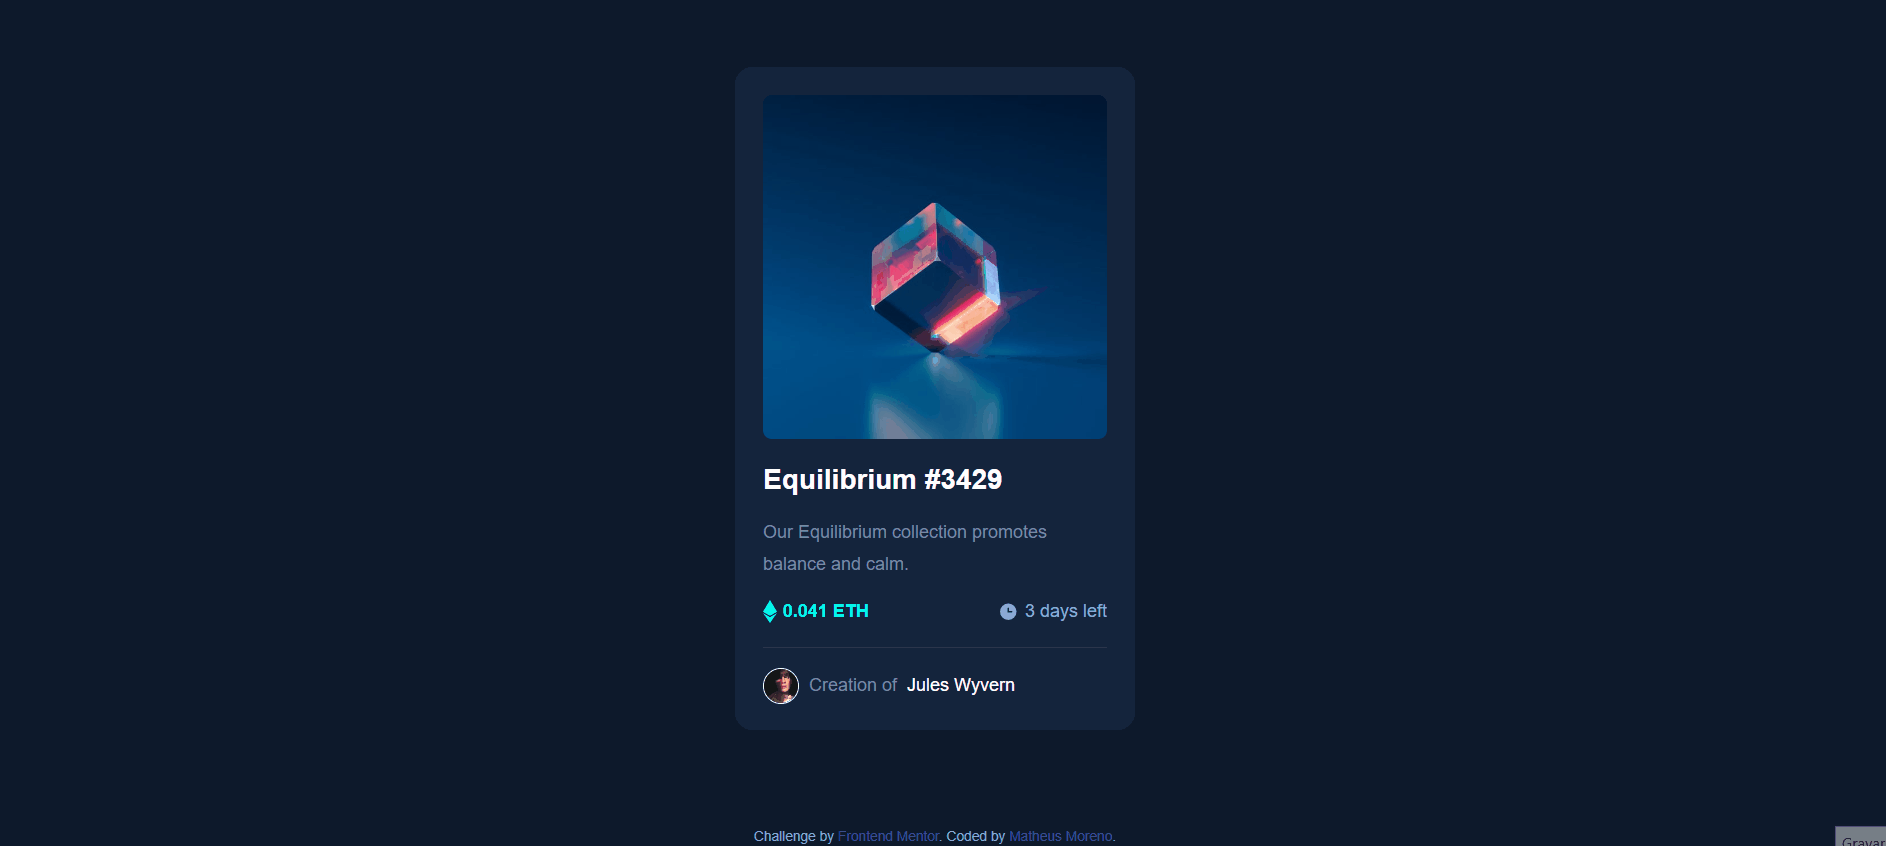 Equilibrium #3429
Our Equilibrium collection promotes
balance and calm.
0.041 ETH
3 days left
Creation of Jules Wyvern
Challenge by Frontend Mentor. Coded by Matheus Moreno.